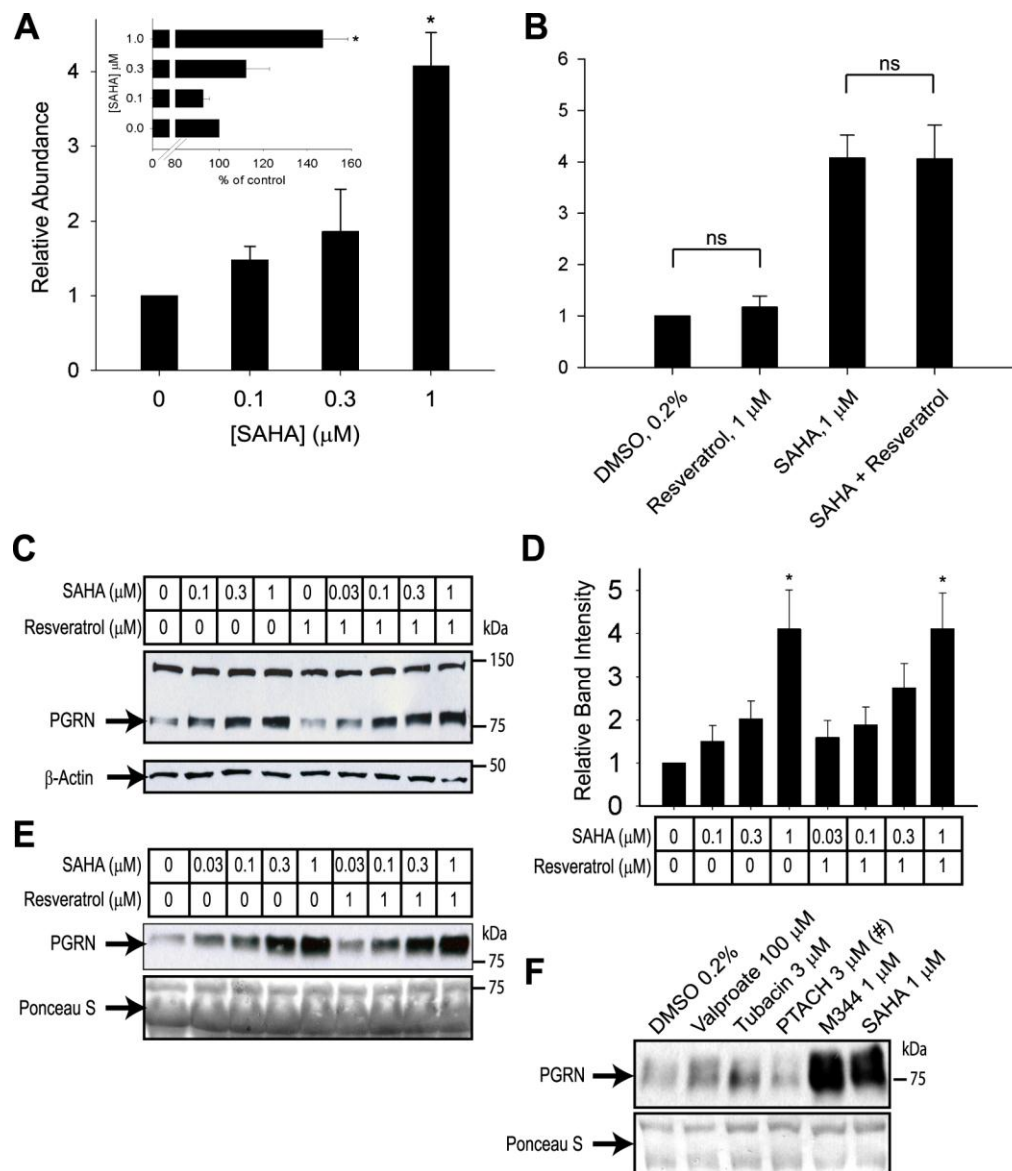 A
Relative Abundance
4
3
2
1
0
*
[SAHA] μM
1.0
0.3
0.1
0.0
*
0 80 100 120 140 160
% of control
0 0.1 0.3 1
[SAHA] (μM)
B
6
5
4
3
2
1
0
ns
ns
DMSO, 0.2%
Resveratrol, 1 μM
SAHA, 1 μM
SAHA + Resveratrol
C
SAHA (μM) 0 0.1 0.3 1 0 0.03 0.1 0.3 1
Resveratrol (μM) 0 0 0 0 1 1 1 1 1
kDa
150
PGRN
75
β-Actin
50
D
Relative Band Intensity
5
4
3
2
1
0
* *
SAHA (μM) 0 0.1 0.3 1 0.03 0.1 0.3 1
Resveratrol (μM) 0 0 0 0 1 1 1 1
E
SAHA (μM) 0 0.03 0.1 0.3 1 0.03 0.1 0.3 1
Resveratrol (μM) 0 0 0 0 0 1 1 1 1
PGRN
kDa
75
Ponceau S
75
F
DMSO 0.2%
Valproate 100 μM
Tubacin 3 μM
PTACH 3 μM (#)
M344 1 μM
SAHA 1 μM
PGRN
kDa
75
Ponceau S